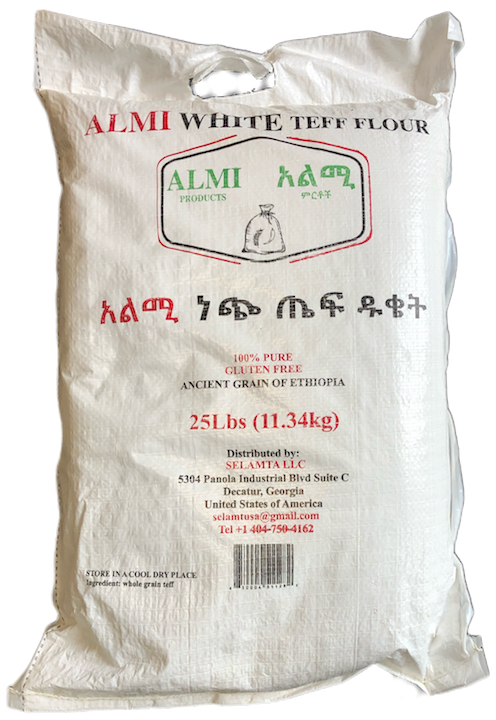 ALMI WHITE TEFF FLOUR
ALMI አልሚ
PRODUCTS ምርቶች
አልሚ ነጭ ጤፍ ዱቄት
100% PURE
GLUTEN FREE
ANCIENT GRAIN OF ETHIOPIA
25Lbs (11.34kg)
Distributed by:
SELAMTA LLC
5304 Panola Industrial Blvd Suite C
Decatur, Georgia
United States of America
selamtusa@gmail.com
Tel +1 404-750-4162
STORE IN A COOL DRY PLACE
Ingredient: whole grain teff